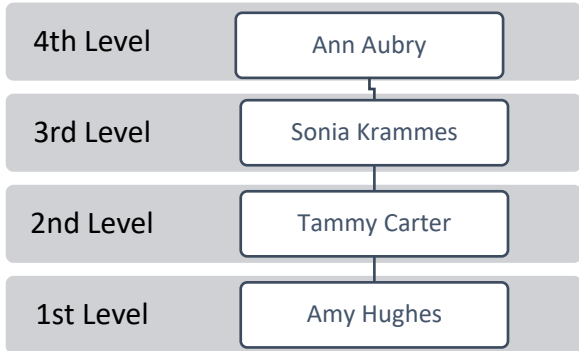 4th Level
Ann Aubry
3rd Level
Sonia Krammes
2nd Level
Tammy Carter
1st Level
Amy Hughes